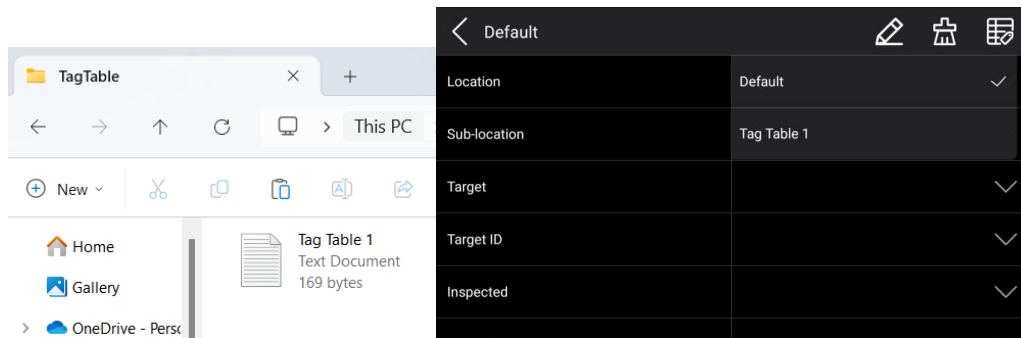 TagTable
This PC
New
Home
Gallery
OneDrive - Persc
Tag Table 1
Text Document
169 bytes
Default
Location
Default
Sub-location
Tag Table 1
Target
Target ID
Inspected